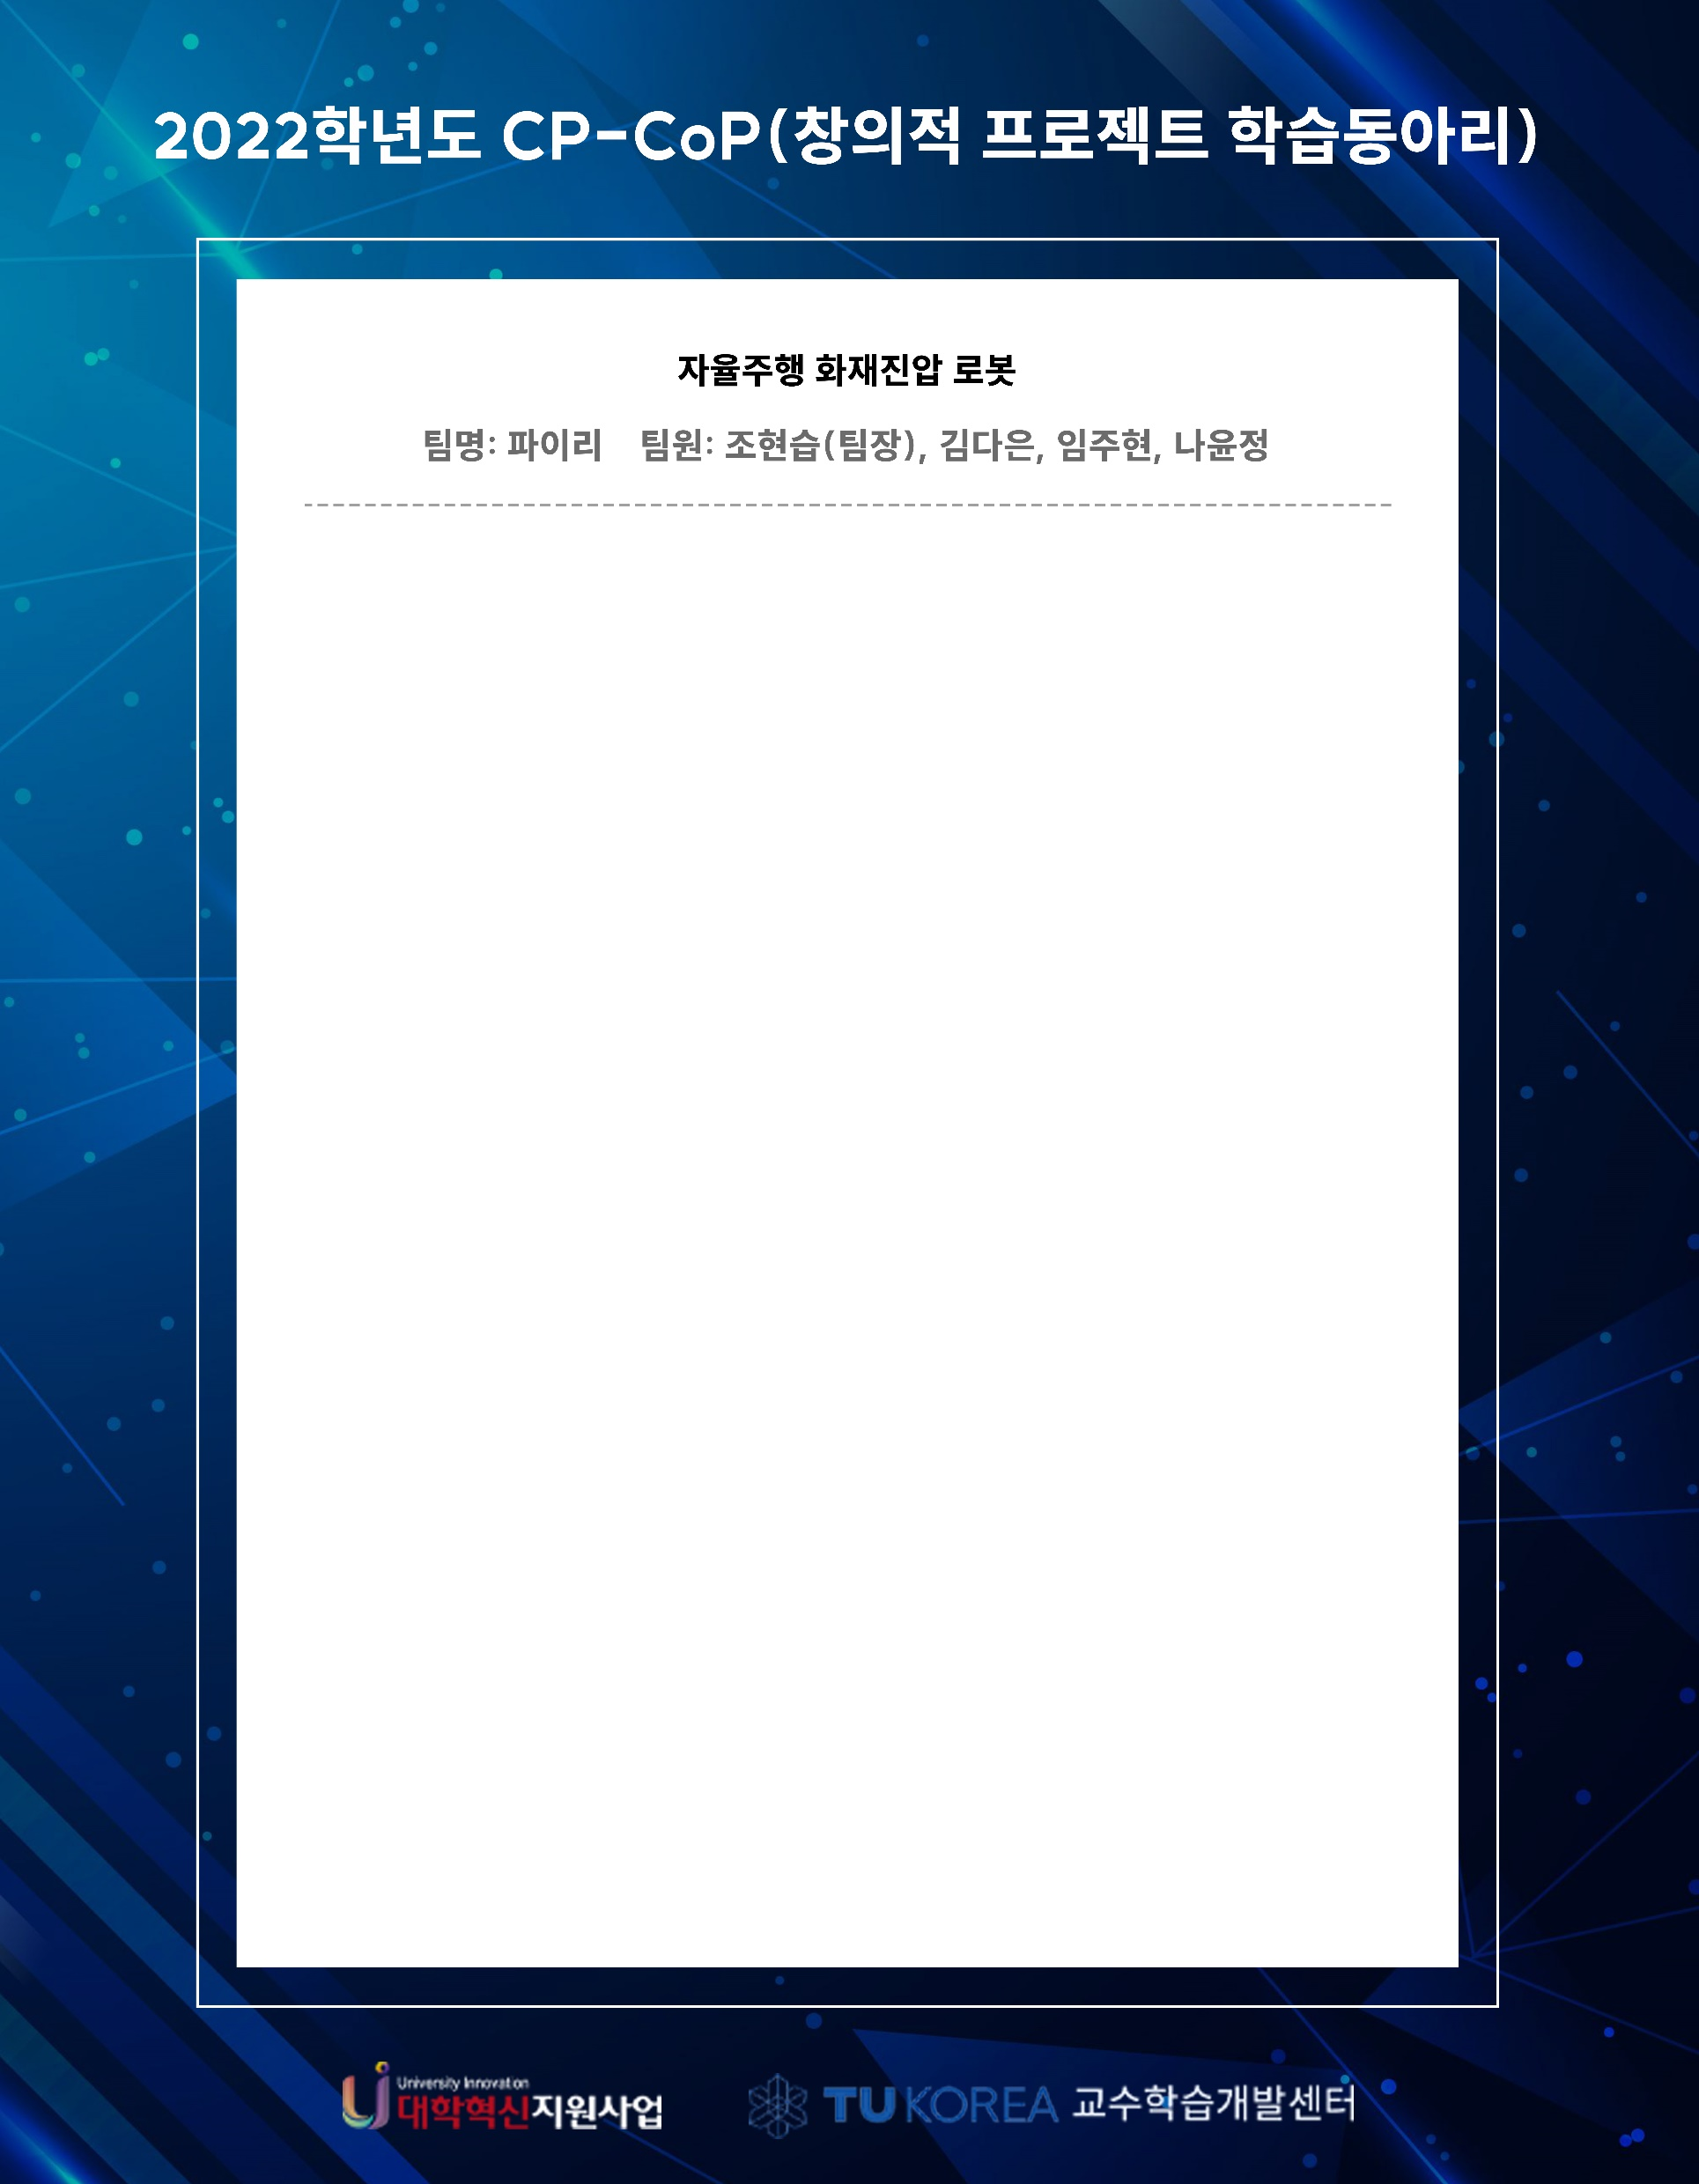 2022학년도 CP-CoP(창의적 프로젝트 학습동아리)
자율주행 화재진압 로봇
팀명: 파이리 팀원: 조현습(팀장), 김다은, 임주현, 나윤정
University Innovation
대학혁신지원사업
TU KOREA 교수학습개발센터